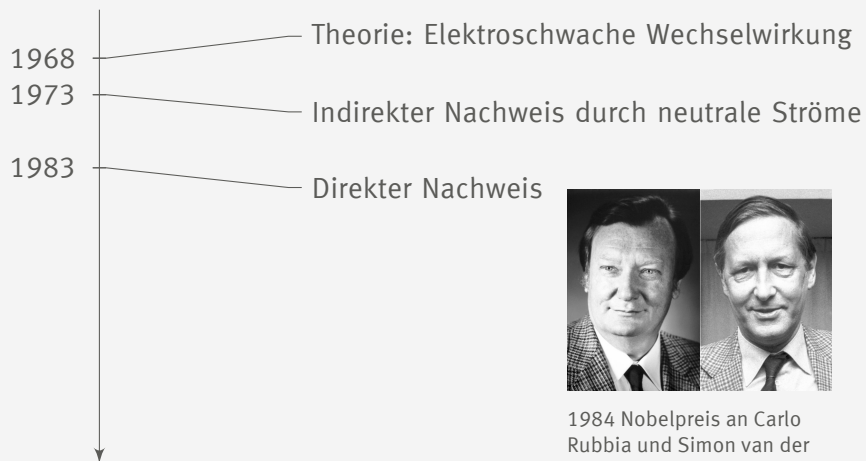 1968
Theorie: Elektroschwache Wechselwirkung
1973
Indirekter Nachweis durch neutrale Ströme
1983
Direkter Nachweis
1984 Nobelpreis an Carlo
Rubbia und Simon van der